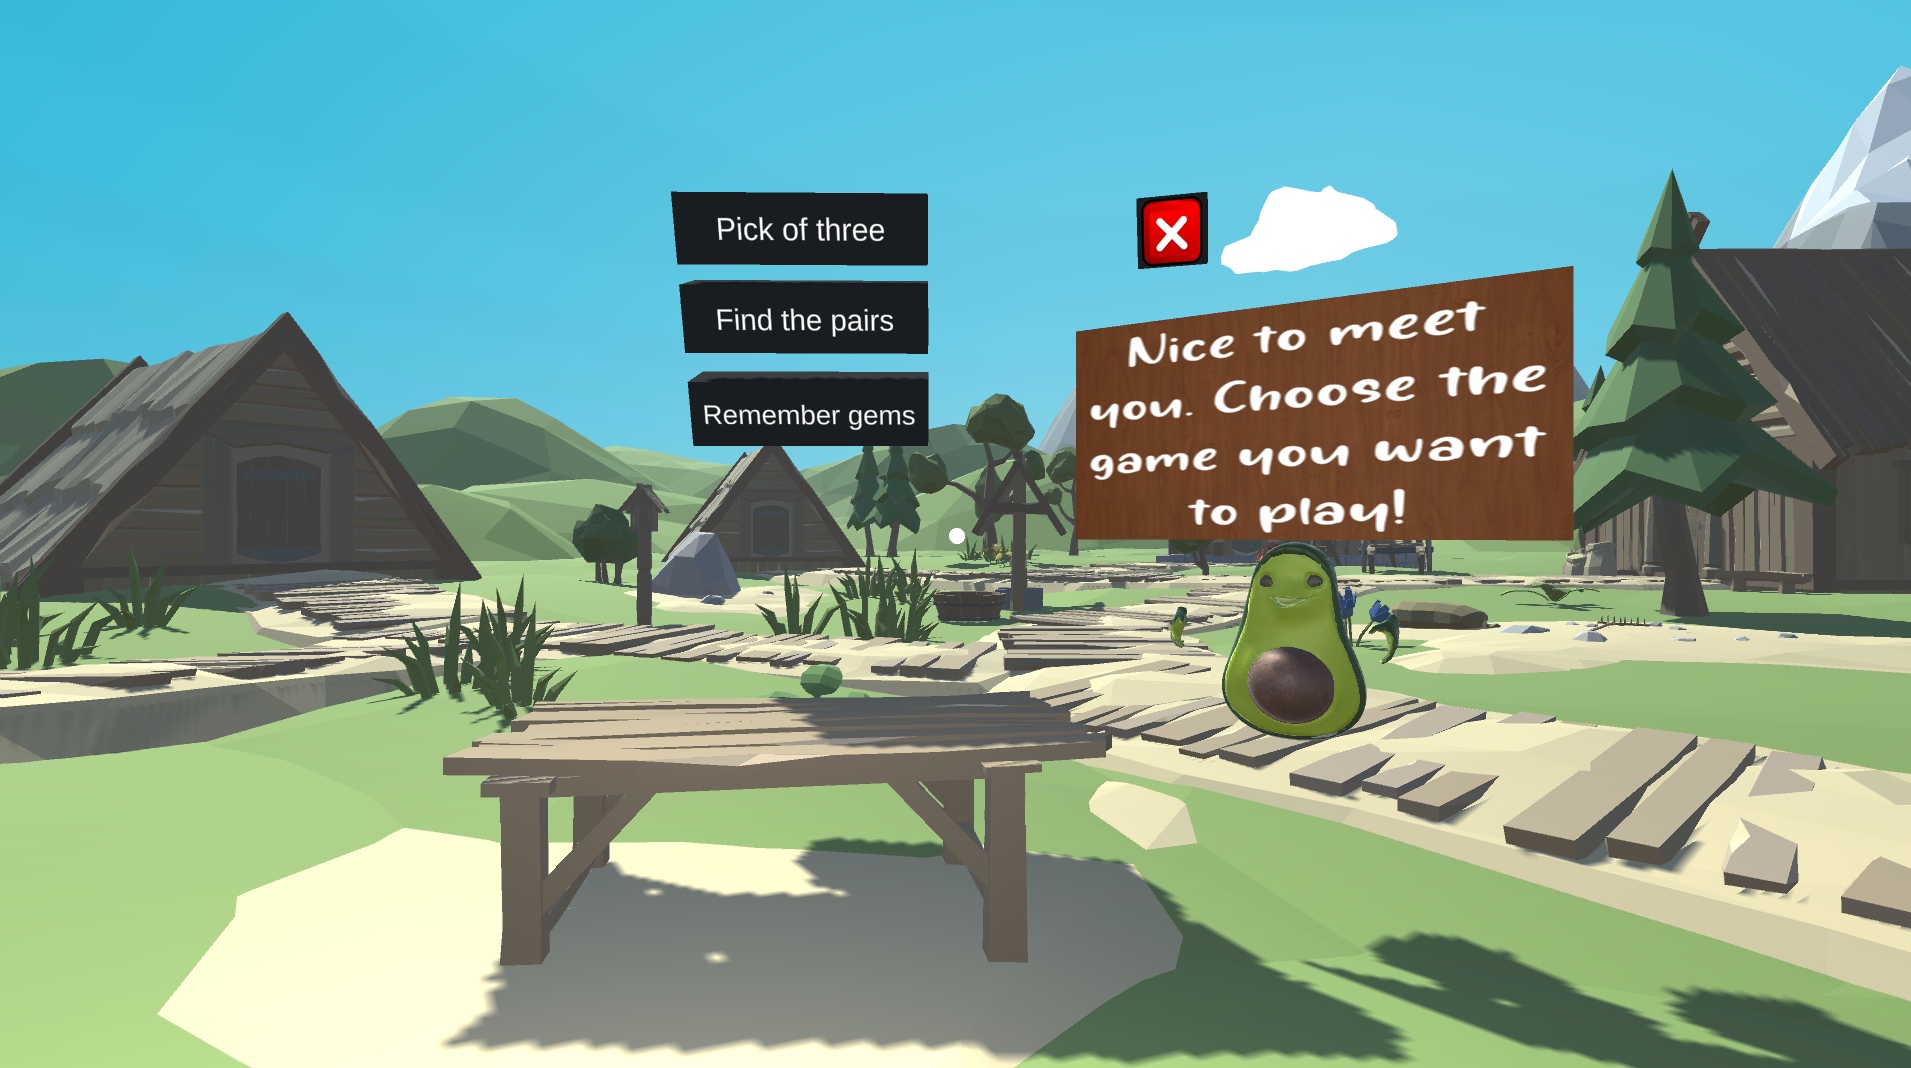 Pick of three
Find the pairs
Remember gems
Nice to meet
you. Choose the
game you want
to play!